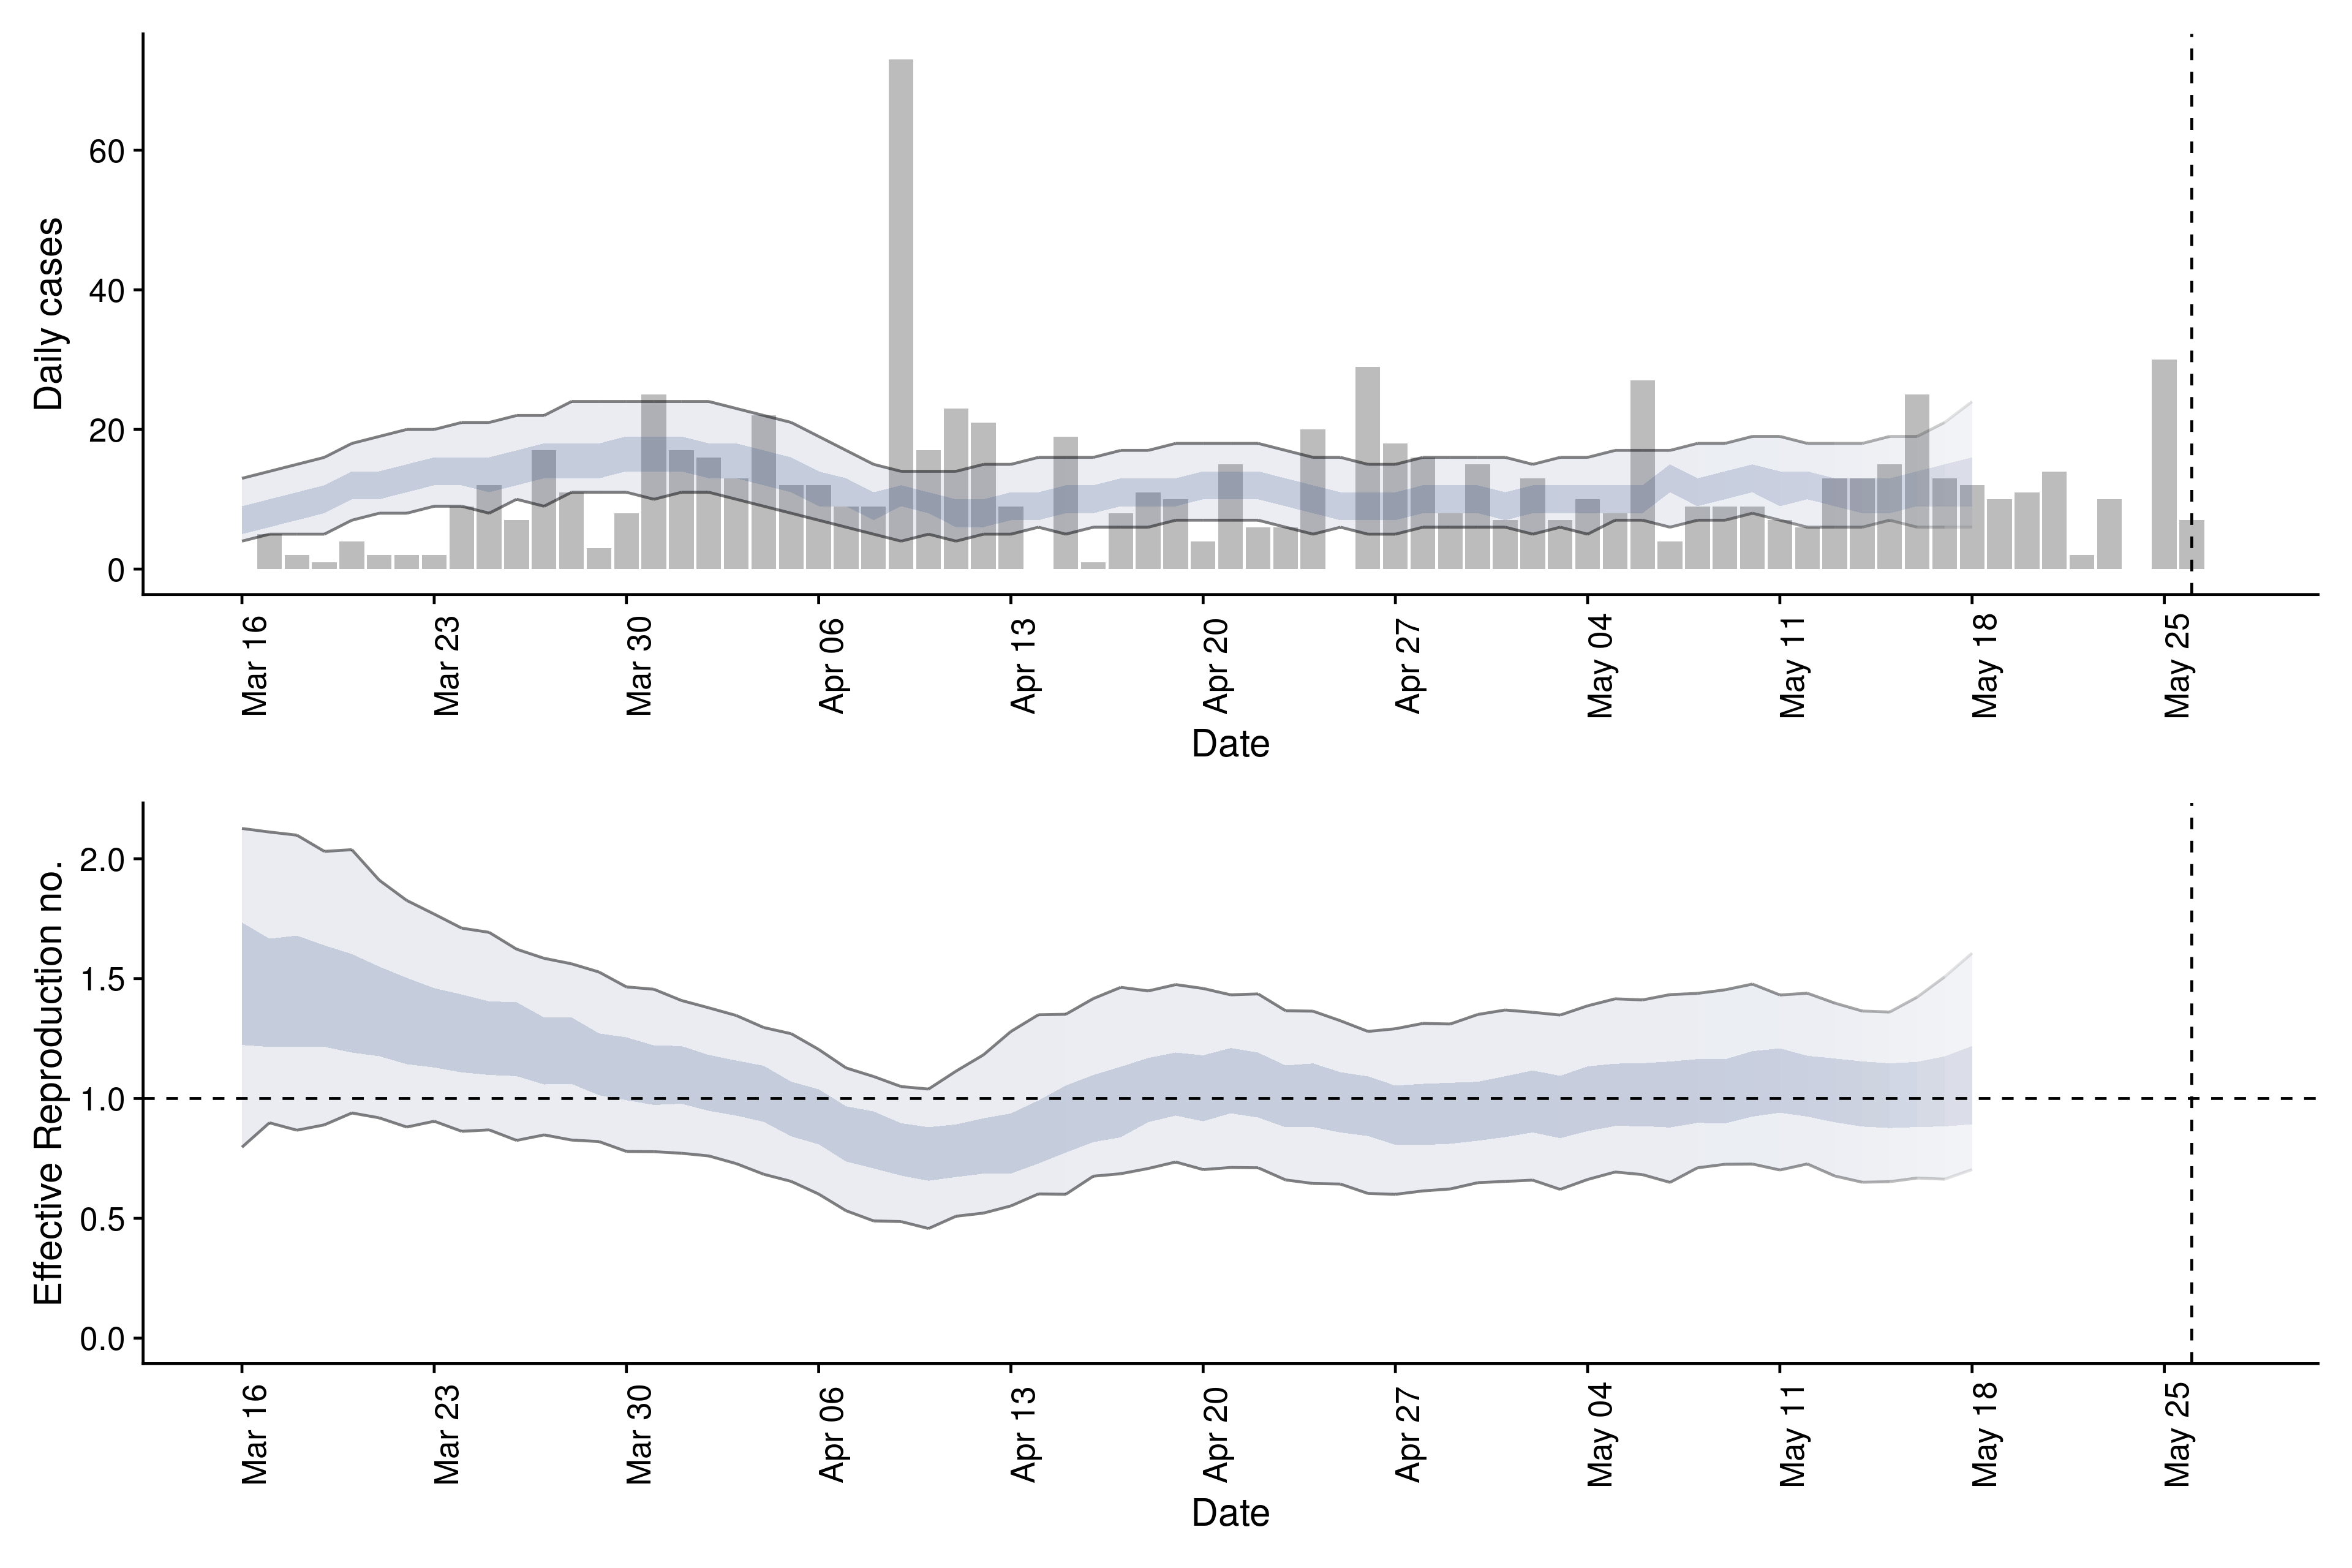 Daily cases
60
40
20
0
Mar 16
Mar 23
Mar 30
Apr 06
Apr 13
Apr 20
Apr 27
May 04
May 11
May 18
May 25
Date
Effective Reproduction no.
2.0
1.5
1.0
0.5
0.0
Mar 16
Mar 23
Mar 30
Apr 06
Apr 13
Apr 20
Apr 27
May 04
May 11
May 18
May 25
Date